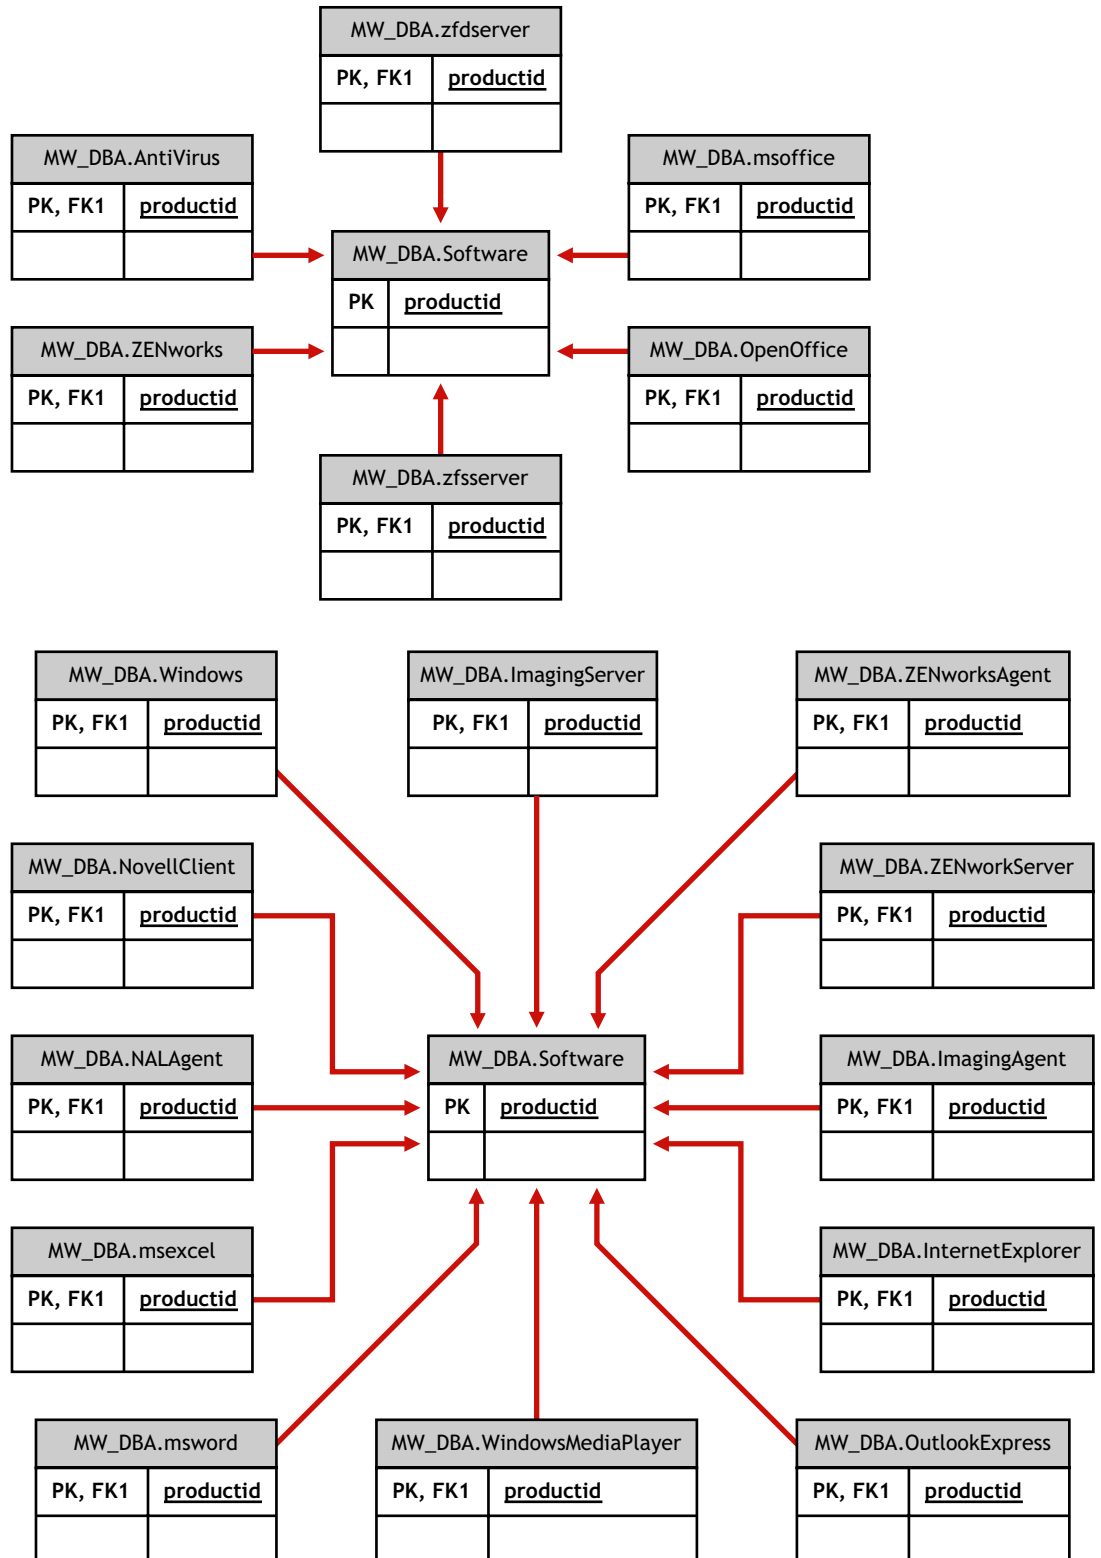 MW_DBA.zfdserver
PK, FK1 productid
MW_DBA.AntiVirus
PK, FK1 productid
MW_DBA.msoffice
PK, FK1 productid
MW_DBA.Software
PK productid
MW_DBA.ZENworks
PK, FK1 productid
MW_DBA.OpenOffice
PK, FK1 productid
MW_DBA.zfsserver
PK, FK1 productid
MW_DBA.Windows
PK, FK1 productid
MW_DBA.ImagingServer
PK, FK1 productid
MW_DBA.ZENworksAgent
PK, FK1 productid
MW_DBA.NovellClient
PK, FK1 productid
MW_DBA.ZENworkServer
PK, FK1 productid
MW_DBA.NALAgent
PK, FK1 productid
MW_DBA.Software
PK productid
MW_DBA.ImagingAgent
PK, FK1 productid
MW_DBA.msexcel
PK, FK1 productid
MW_DBA.InternetExplorer
PK, FK1 productid
MW_DBA.msword
PK, FK1 productid
MW_DBA.WindowsMediaPlayer
PK, FK1 productid
MW_DBA.OutlookExpress
PK, FK1 productid